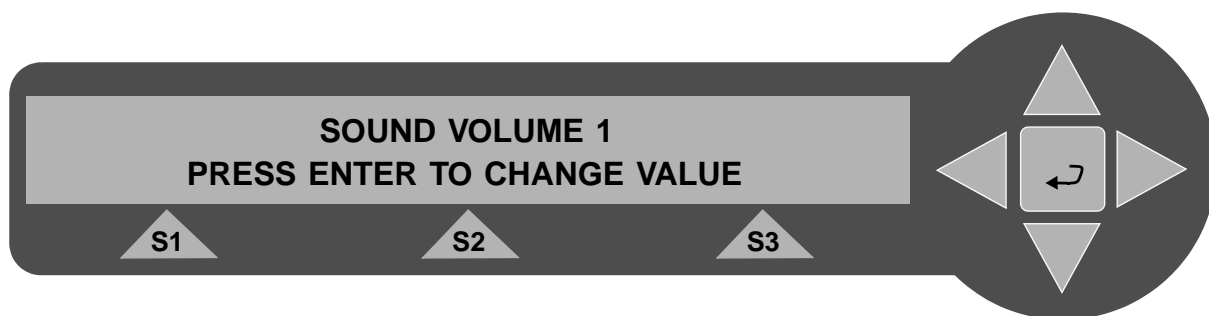 SOUND VOLUME 1
PRESS ENTER TO CHANGE VALUE
S1 S2 S3